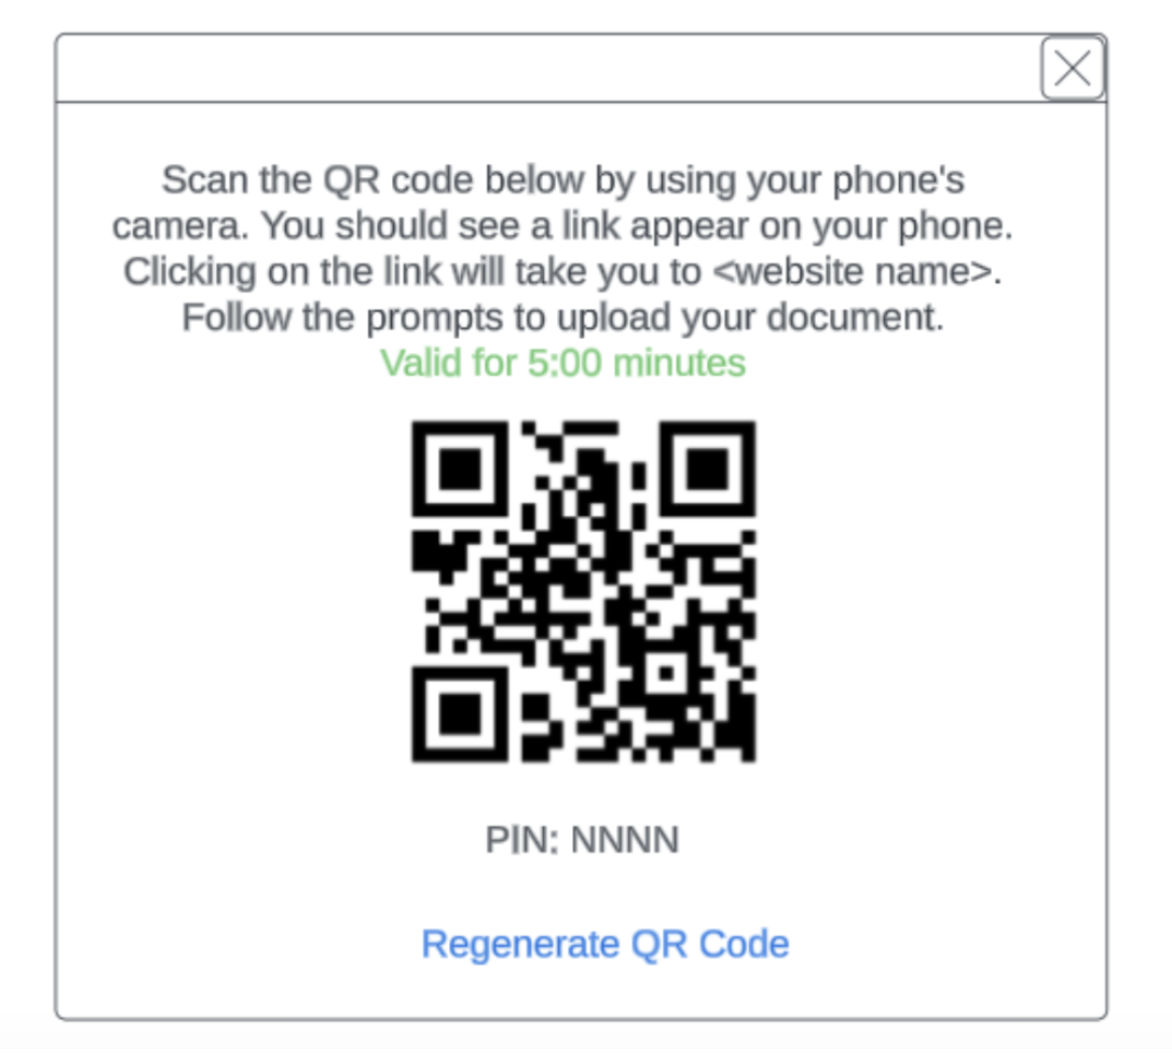 Scan the QR code below by using your phone's
camera. You should see a link appear on your phone.
Clicking on the link will take you to <website name>.
Follow the prompts to upload your document.
Valid for 5:00 minutes
PIN: NNNN
Regenerate QR Code